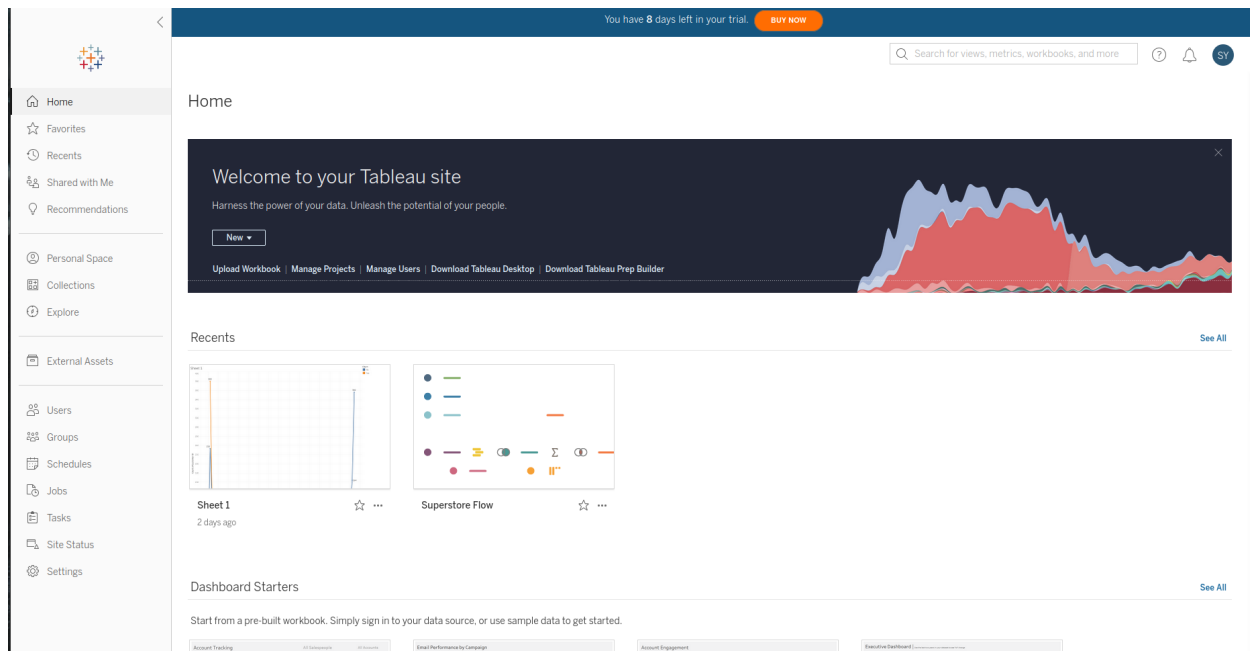 You have 8 days left in your trial. BUY NOW
Search for views, metrics, workbooks, and more
SY
Home
Favorites
Recents
Shared with Me
Recommendations
Personal Space
Collections
Explore
External Assets
Users
Groups
Schedules
Jobs
Tasks
Site Status
Settings
Home
Welcome to your Tableau site
Harness the power of your data. Unleash the potential of your people.
New
Upload Workbook | Manage Projects | Manage Users | Download Tableau Desktop | Download Tableau Prep Builder
Recents
See All
Sheet 1
Sheet 1
2 days ago
Superstore Flow
Dashboard Starters
See All
Start from a pre-built workbook. Simply sign in to your data source, or use sample data to get started.
Account Tracking
All Salespeople
All Accounts
Email Performance by Campaign
Account Engagement
Executive Dashboard |